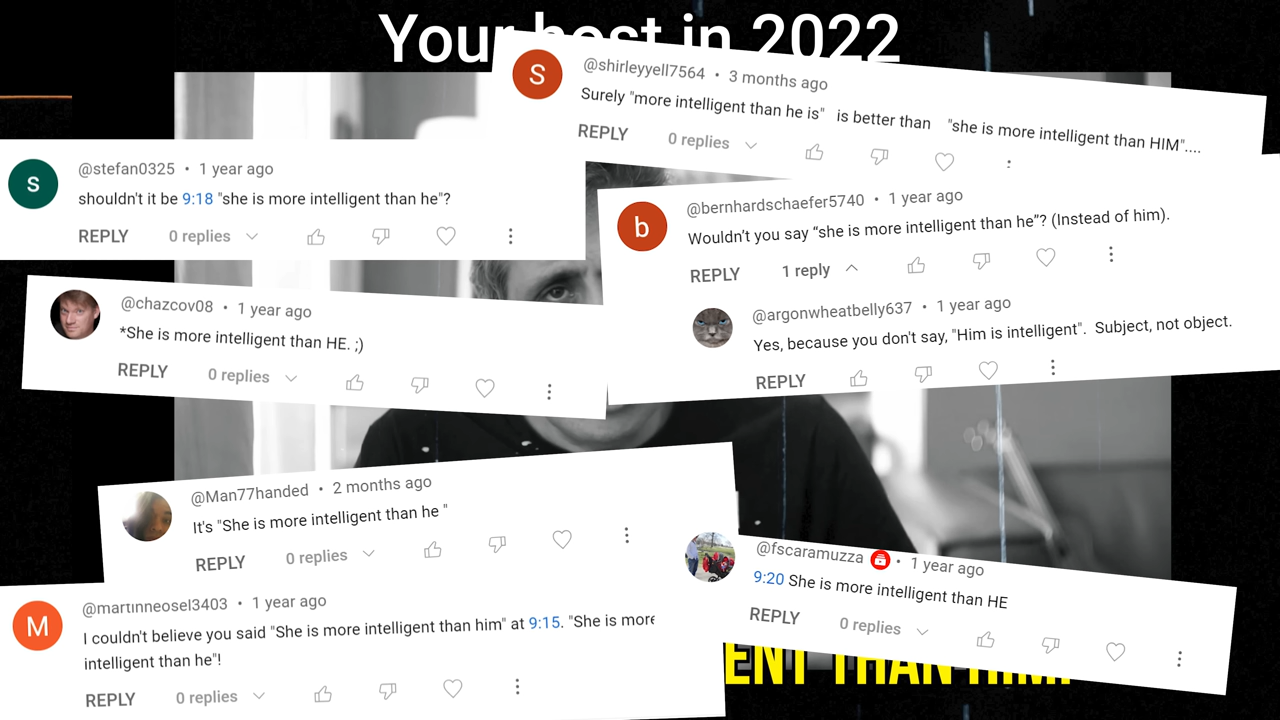 Your best in 2022
@shirleyyell7564 • 3 months ago
Surely "more intelligent than he is" is better than "she is more intelligent than HIM"....
REPLY 0 replies
@stefan0325 • 1 year ago
shouldn't it be 9:18 "she is more intelligent than he"?
REPLY 0 replies
@bernhardschaefer5740 • 1 year ago
Wouldn't you say “she is more intelligent than he”? (Instead of him).
REPLY 1 reply
@argonwheatbelly637 • 1 year ago
Yes, because you don't say, "Him is intelligent". Subject, not object.
REPLY
@chazcov08 • 1 year ago
*She is more intelligent than HE. ;)
REPLY 0 replies
@Man77handed • 2 months ago
It's "She is more intelligent than he "
REPLY 0 replies
@fscaramuzza • 1 year ago
9:20 She is more intelligent than HE
REPLY 0 replies
@martinneosel3403 • 1 year ago
I couldn't believe you said "She is more intelligent than him" at 9:15. "She is more
intelligent than he"!
REPLY 0 replies
THAN HIM.